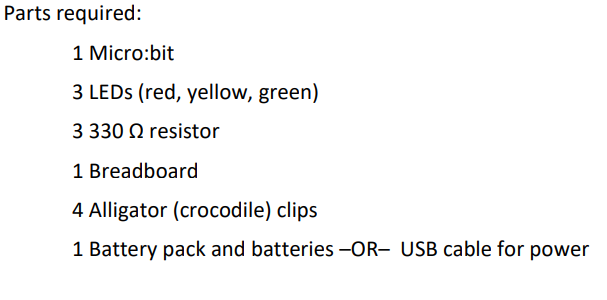 Parts required:
1 Micro:bit
3 LEDs (red, yellow, green)
3 330 Ω resistor
1 Breadboard
4 Alligator (crocodile) clips
1 Battery pack and batteries –OR– USB cable for power